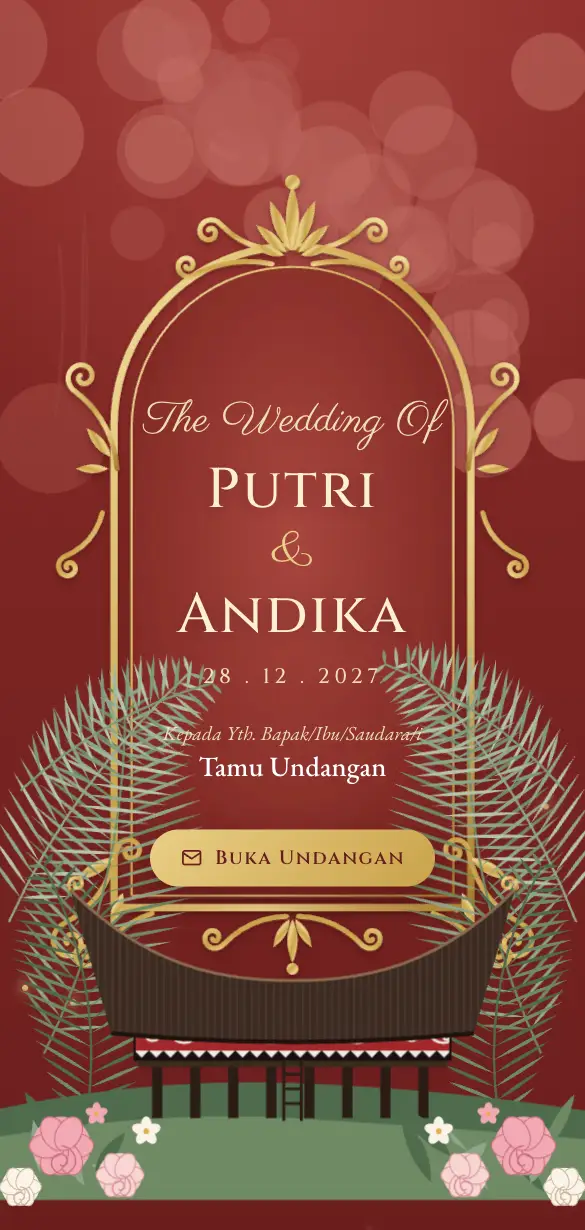 The Wedding Of
PUTRI
&
ANDIKA
28 . 12 . 2027
Kepada Yth. Bapak/Ibu/Saudara/i
Tamu Undangan
BUKA UNDANGAN